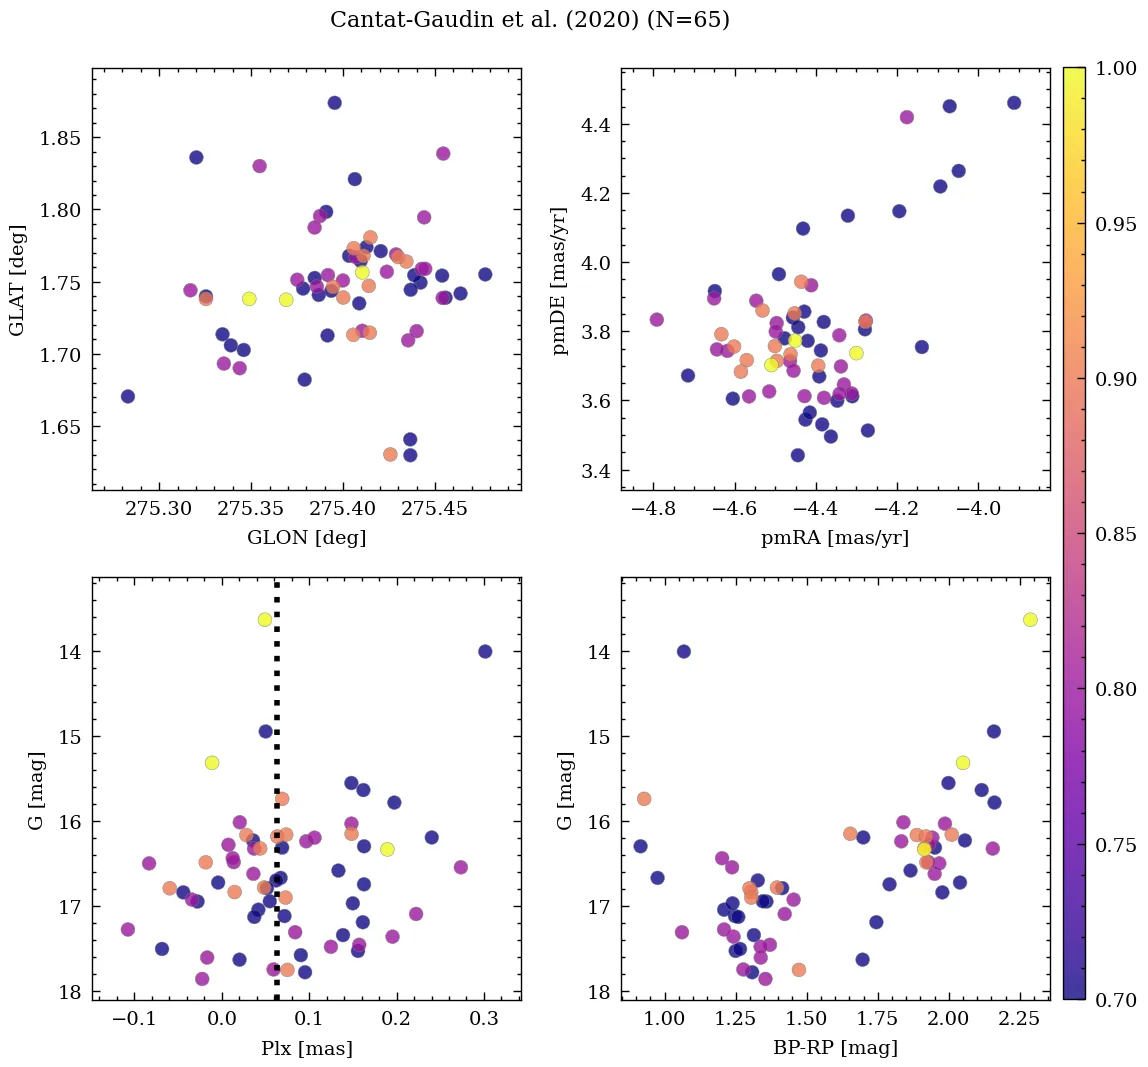 Cantat-Gaudin et al. (2020) (N=65)
GLAT [deg]
1.85
1.80
1.75
1.70
1.65
275.30 275.35 275.40 275.45
GLON [deg]
pmDE [mas/yr]
4.4
4.2
4.0
3.8
3.6
3.4
−4.8 −4.6 −4.4 −4.2 −4.0
pmRA [mas/yr]
G [mag]
14
15
16
17
18
−0.1 0.0 0.1 0.2 0.3
Plx [mas]
G [mag]
14
15
16
17
18
1.00 1.25 1.50 1.75 2.00 2.25
BP-RP [mag]
1.00
0.95
0.90
0.85
0.80
0.75
0.70